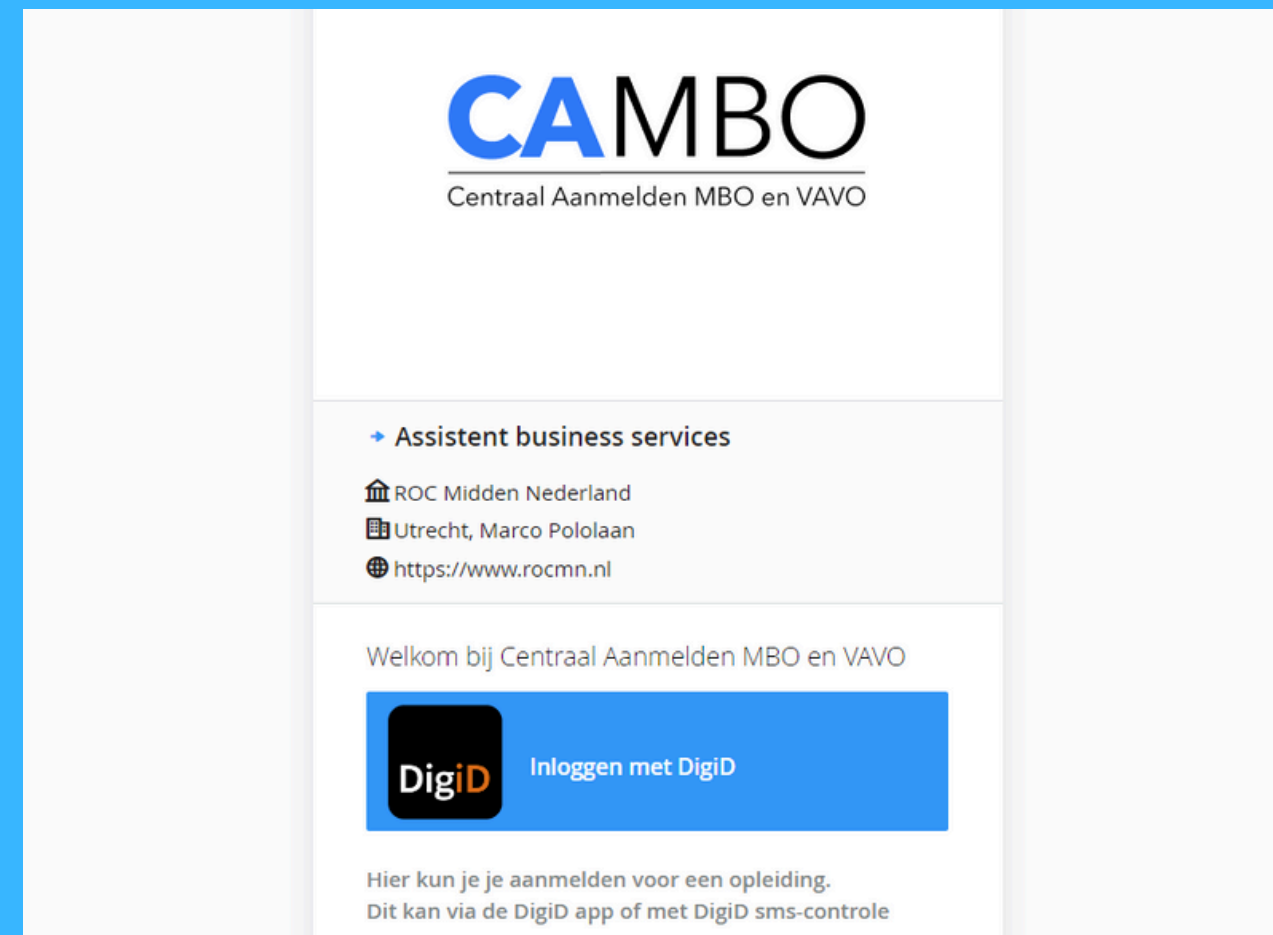 CAMBO
Centraal Aanmelden MBO en VAVO
Assistent business services
ROC Midden Nederland
Utrecht, Marco Pololaan
https://www.rocmn.nl
Welkom bij Centraal Aanmelden MBO en VAVO
DigiD
Inloggen met DigiD
Hier kun je je aanmelden voor een opleiding.
Dit kan via de DigiD app of met DigiD sms-controle